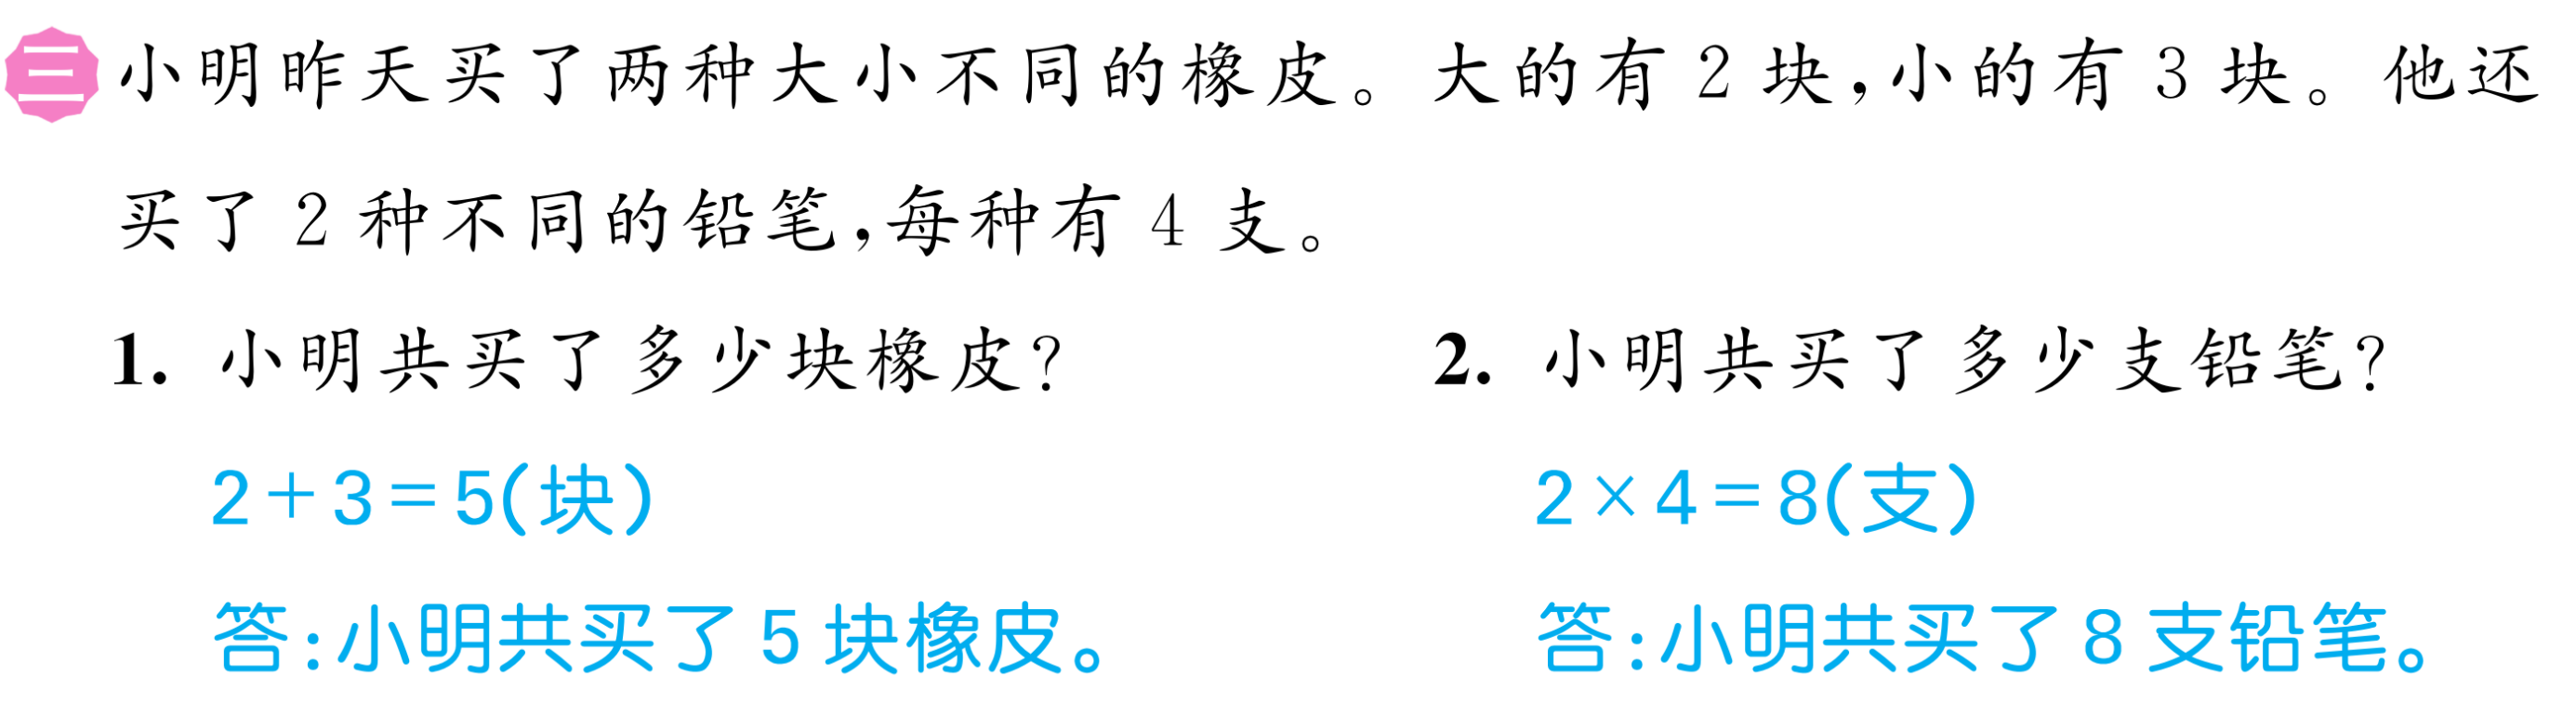 三 小明昨天买了两种大小不同的橡皮。大的有 2 块,小的有 3 块。他还
买了 2 种不同的铅笔,每种有 4 支。
1. 小明共买了多少块橡皮?
2+3=5(块)
答:小明共买了 5 块橡皮。
2. 小明共买了多少支铅笔?
2×4=8(支)
答:小明共买了 8 支铅笔。